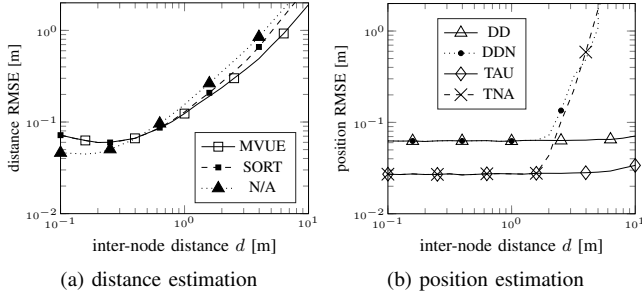 10^0
10^-1
10^-2
10^-1
10^0
10^1
distance RMSE [m]
inter-node distance d [m]
MVUE
SORT
N/A
(a) distance estimation
10^0
10^-1
10^-2
10^-1
10^0
10^1
position RMSE [m]
inter-node distance d [m]
DD
DDN
TAU
TNA
(b) position estimation